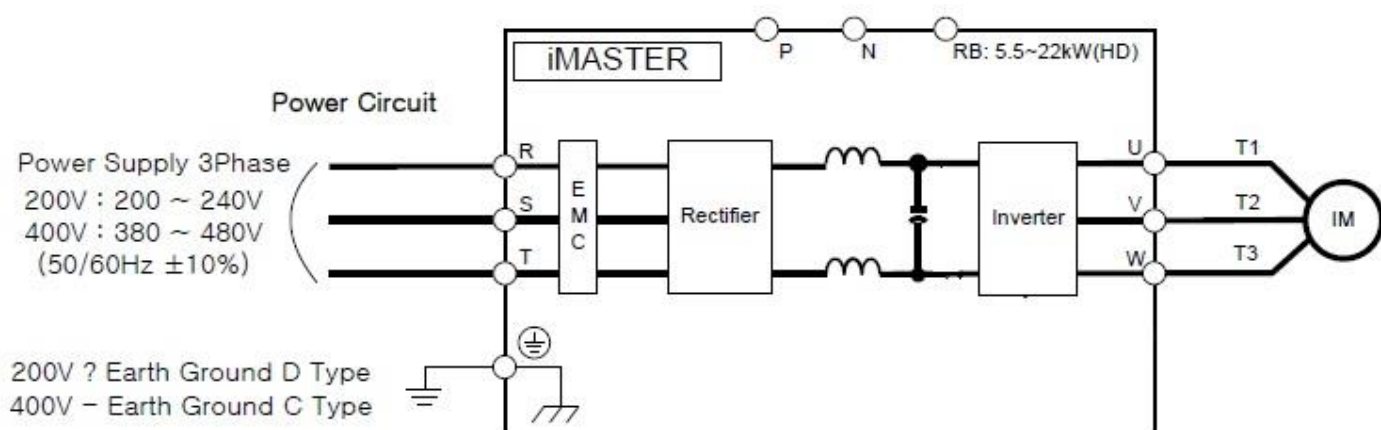 iMASTER
P
N
RB: 5.5~22kW(HD)
Power Circuit
Power Supply 3Phase
200V : 200 ~ 240V
400V : 380 ~ 480V
(50/60Hz ±10%)
R
S
T
E
M
C
Rectifier
Inverter
U
V
W
T1
T2
T3
IM
200V ? Earth Ground D Type
400V - Earth Ground C Type